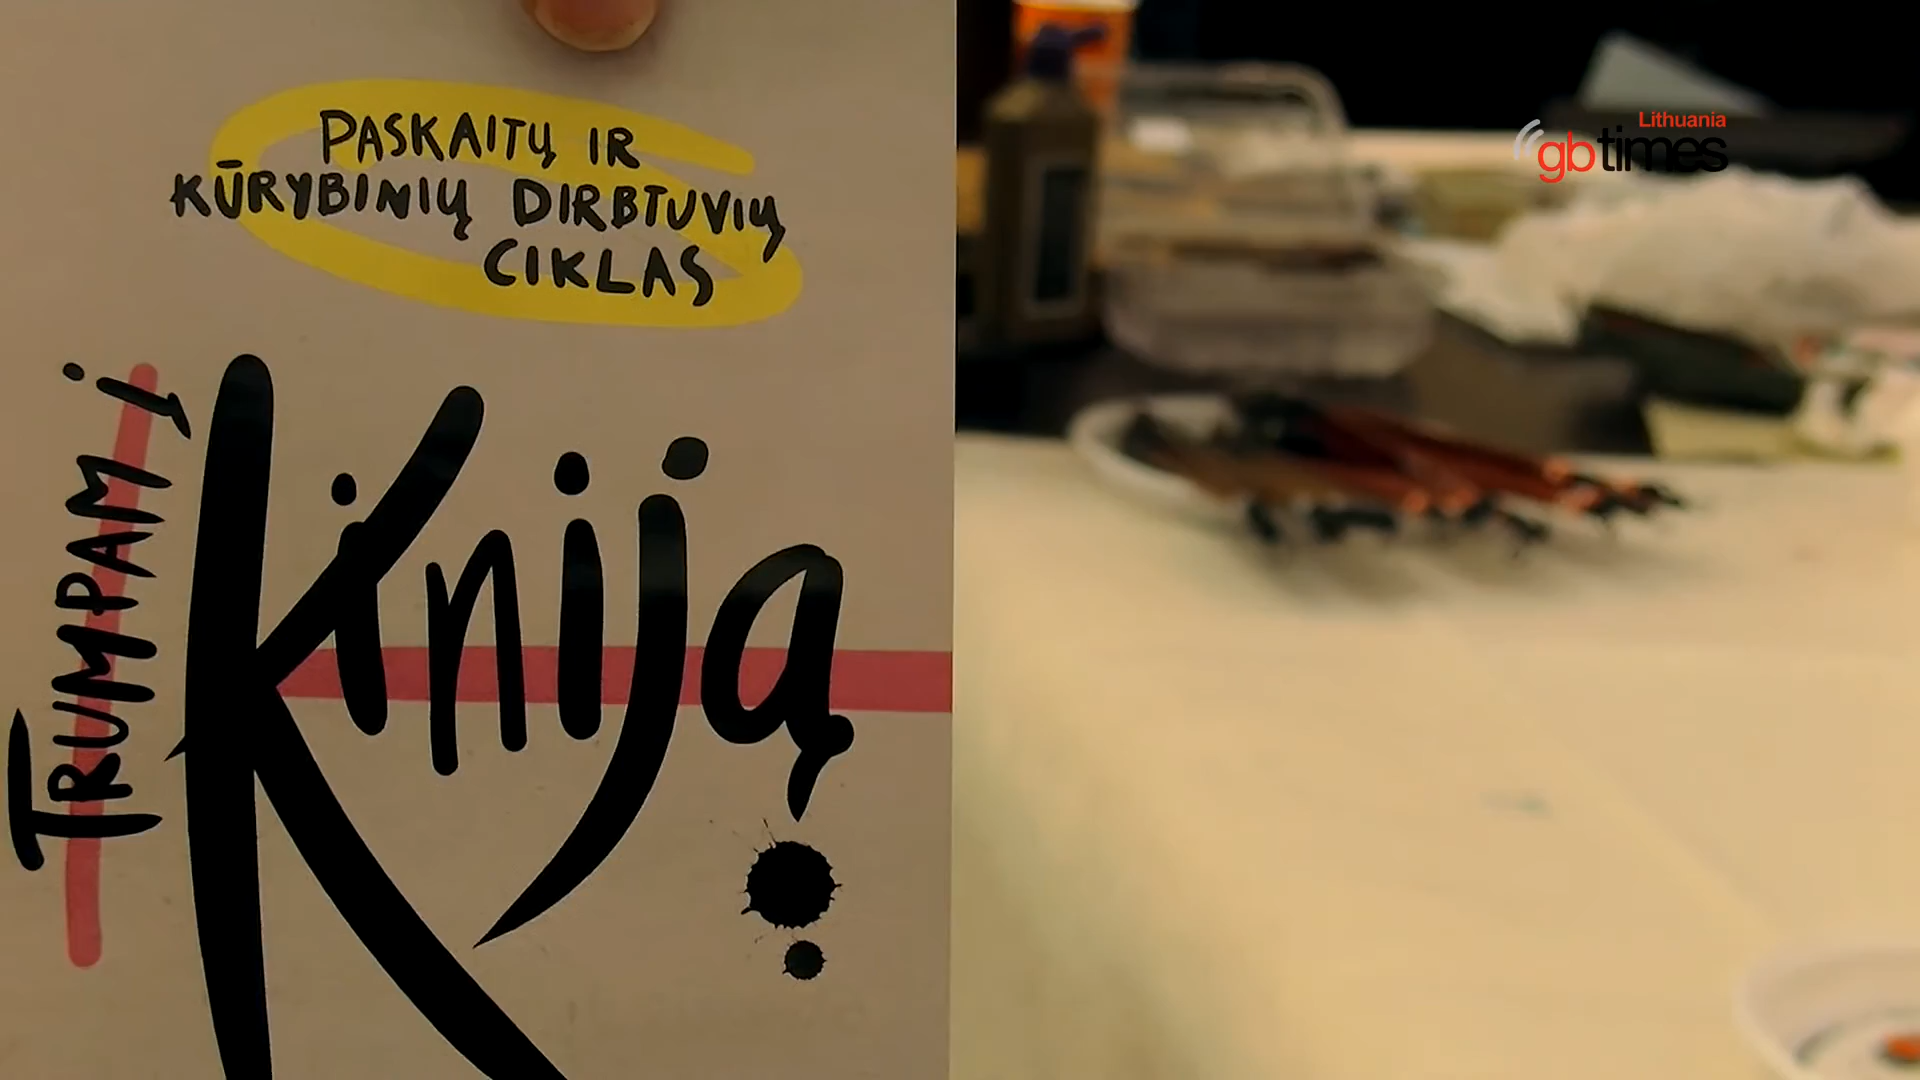 PASKAITŲ IR
KŪRYBINIŲ DIRBTUVIŲ
CIKLAS
TRUMPAM Į
Kiniją
Lithuania
gbtimes